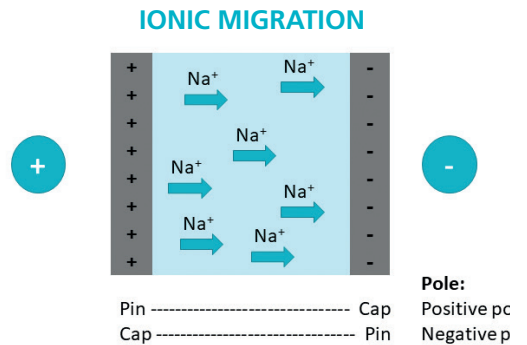 IONIC MIGRATION
+ -
Na⁺ Na⁺
+ -
+ -
Na⁺
+ -
+ + - -
Na⁺
+ -
Na⁺
+ -
Na⁺ Na⁺
+ -
Pole:
Pin -------------------------------- Cap Positive
Cap -------------------------------- Pin Negative